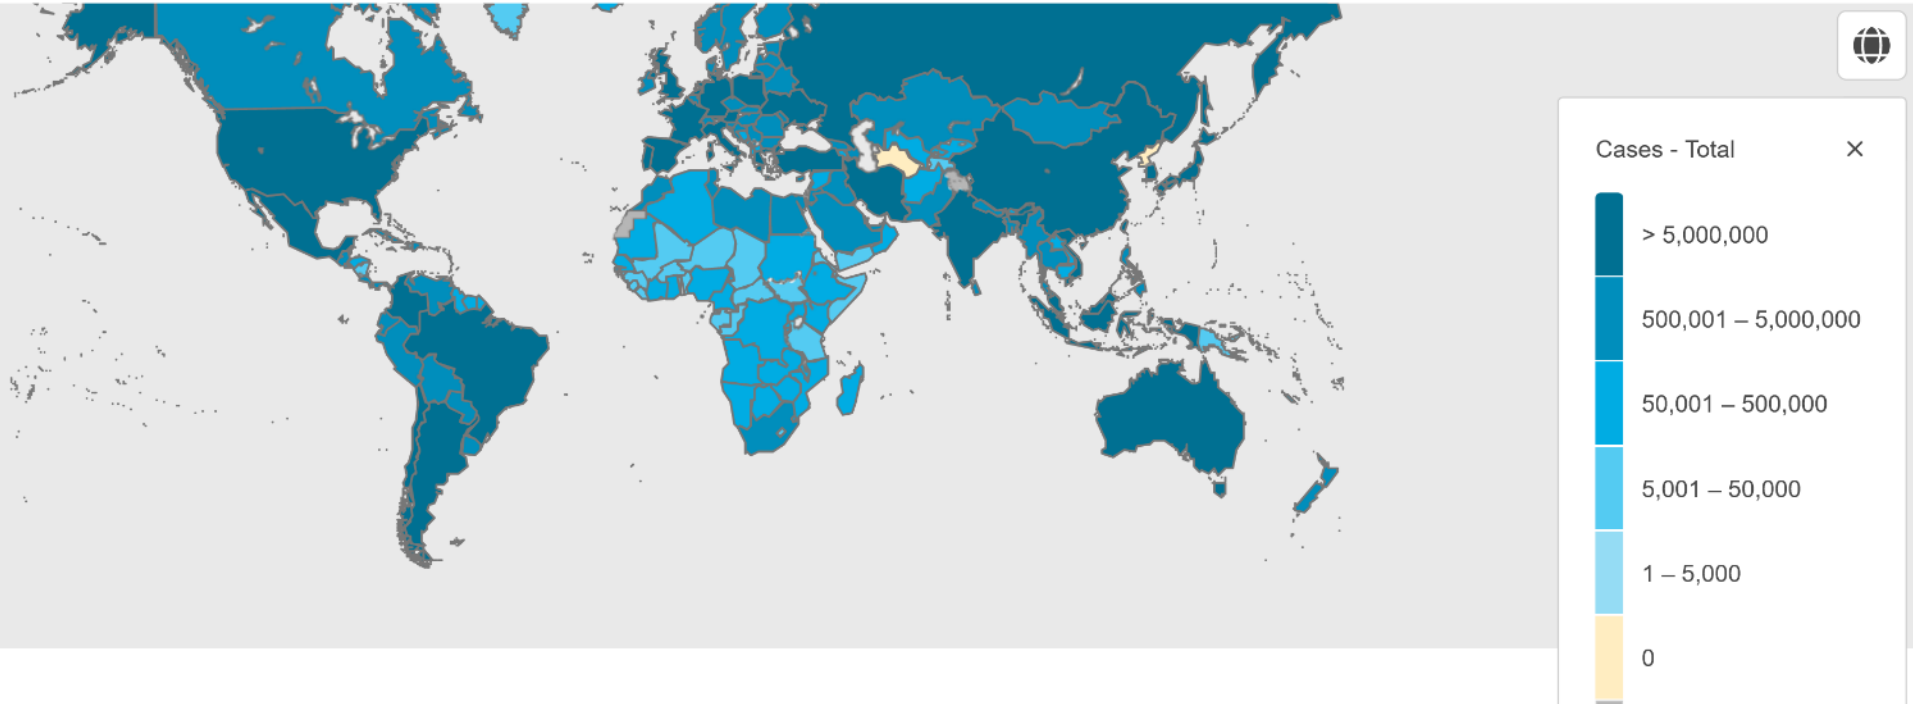 Cases - Total
> 5,000,000
500,001 – 5,000,000
50,001 – 500,000
5,001 – 50,000
1 – 5,000
0